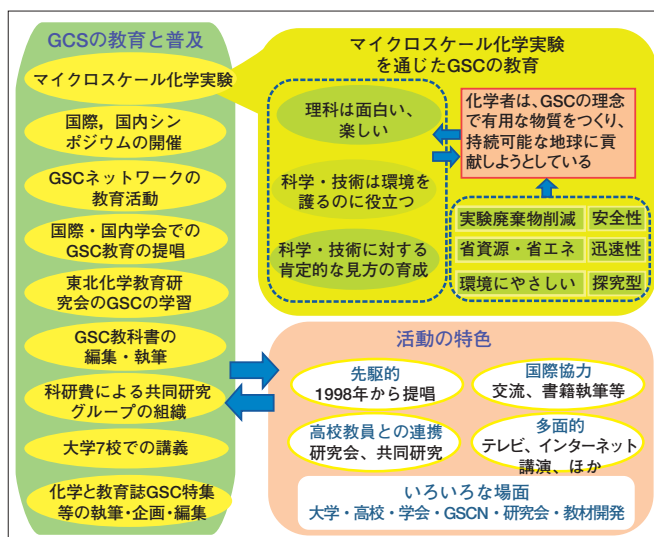 GCSの教育と普及
マイクロスケール化学実験
国際，国内シン
ポジウムの開催
GSCネットワークの
教育活動
国際・国内学会での
GSC教育の提唱
東北化学教育研
究会のGSCの学習
GSC教科書の
編集・執筆
科研費による共同研究
グループの組織
大学7校での講義
化学と教育誌GSC特集
等の執筆・企画・編集
マイクロスケール化学実験
を通じたGSCの教育
理科は面白い、
楽しい
科学・技術は環境を
護るのに役立つ
科学・技術に対する
肯定的な見方の育成
化学者は、GSCの理念
で有用な物質をつくり、
持続可能な地球に貢
献しようとしている
実験廃棄物削減
安全性
省資源・省エネ
迅速性
環境にやさしい
探究型
活動の特色
先駆的
1998年から提唱
国際協力
交流、書籍執筆等
高校教員との連携
研究会、共同研究
多面的
テレビ、インターネット
講演、ほか
いろいろな場面
大学・高校・学会・GSCN・研究会・教材開発